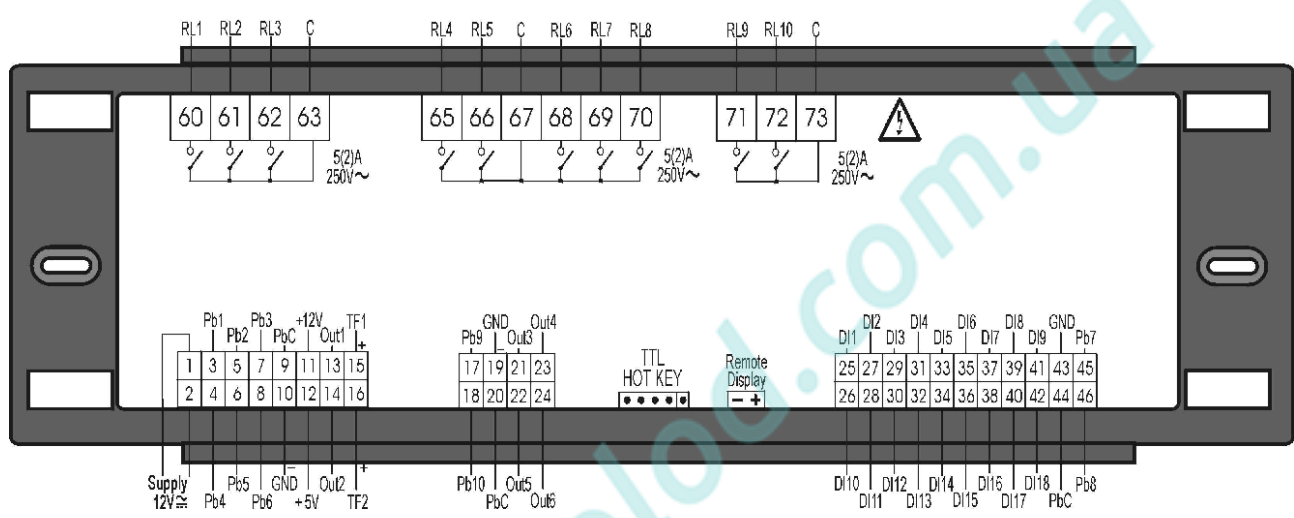 RL1 RL2 RL3 C RL4 RL5 C RL6 RL7 RL8 RL9 RL10 C
60 61 62 63 65 66 67 68 69 70 71 72 73
5(2)A 5(2)A 5(2)A
250V~ 250V~ 250V~
Pb1 Pb3 +12V TF1 GND Out4 DI2 DI4 DI6 DI8 GND
Pb2 PbC Out1 + Pb9 – Out3 TTL Remote DI1 DI3 DI5 DI7 DI9 Pb7
1 3 5 7 9 11 13 15 17 19 21 23 HOT KEY Display 25 27 29 31 33 35 37 39 41 43 45
2 4 6 8 10 12 14 16 18 20 22 24 – + 26 28 30 32 34 36 38 40 42 44 46
– +
Supply Pb5 GND Out2 Pb10 Out5 DI10 DI12 DI14 DI16 DI18 Pb8
12V≂ Pb4 Pb6 +5V TF2 PbC Out6 DI11 DI13 DI15 DI17 PbC
olod.com.ua